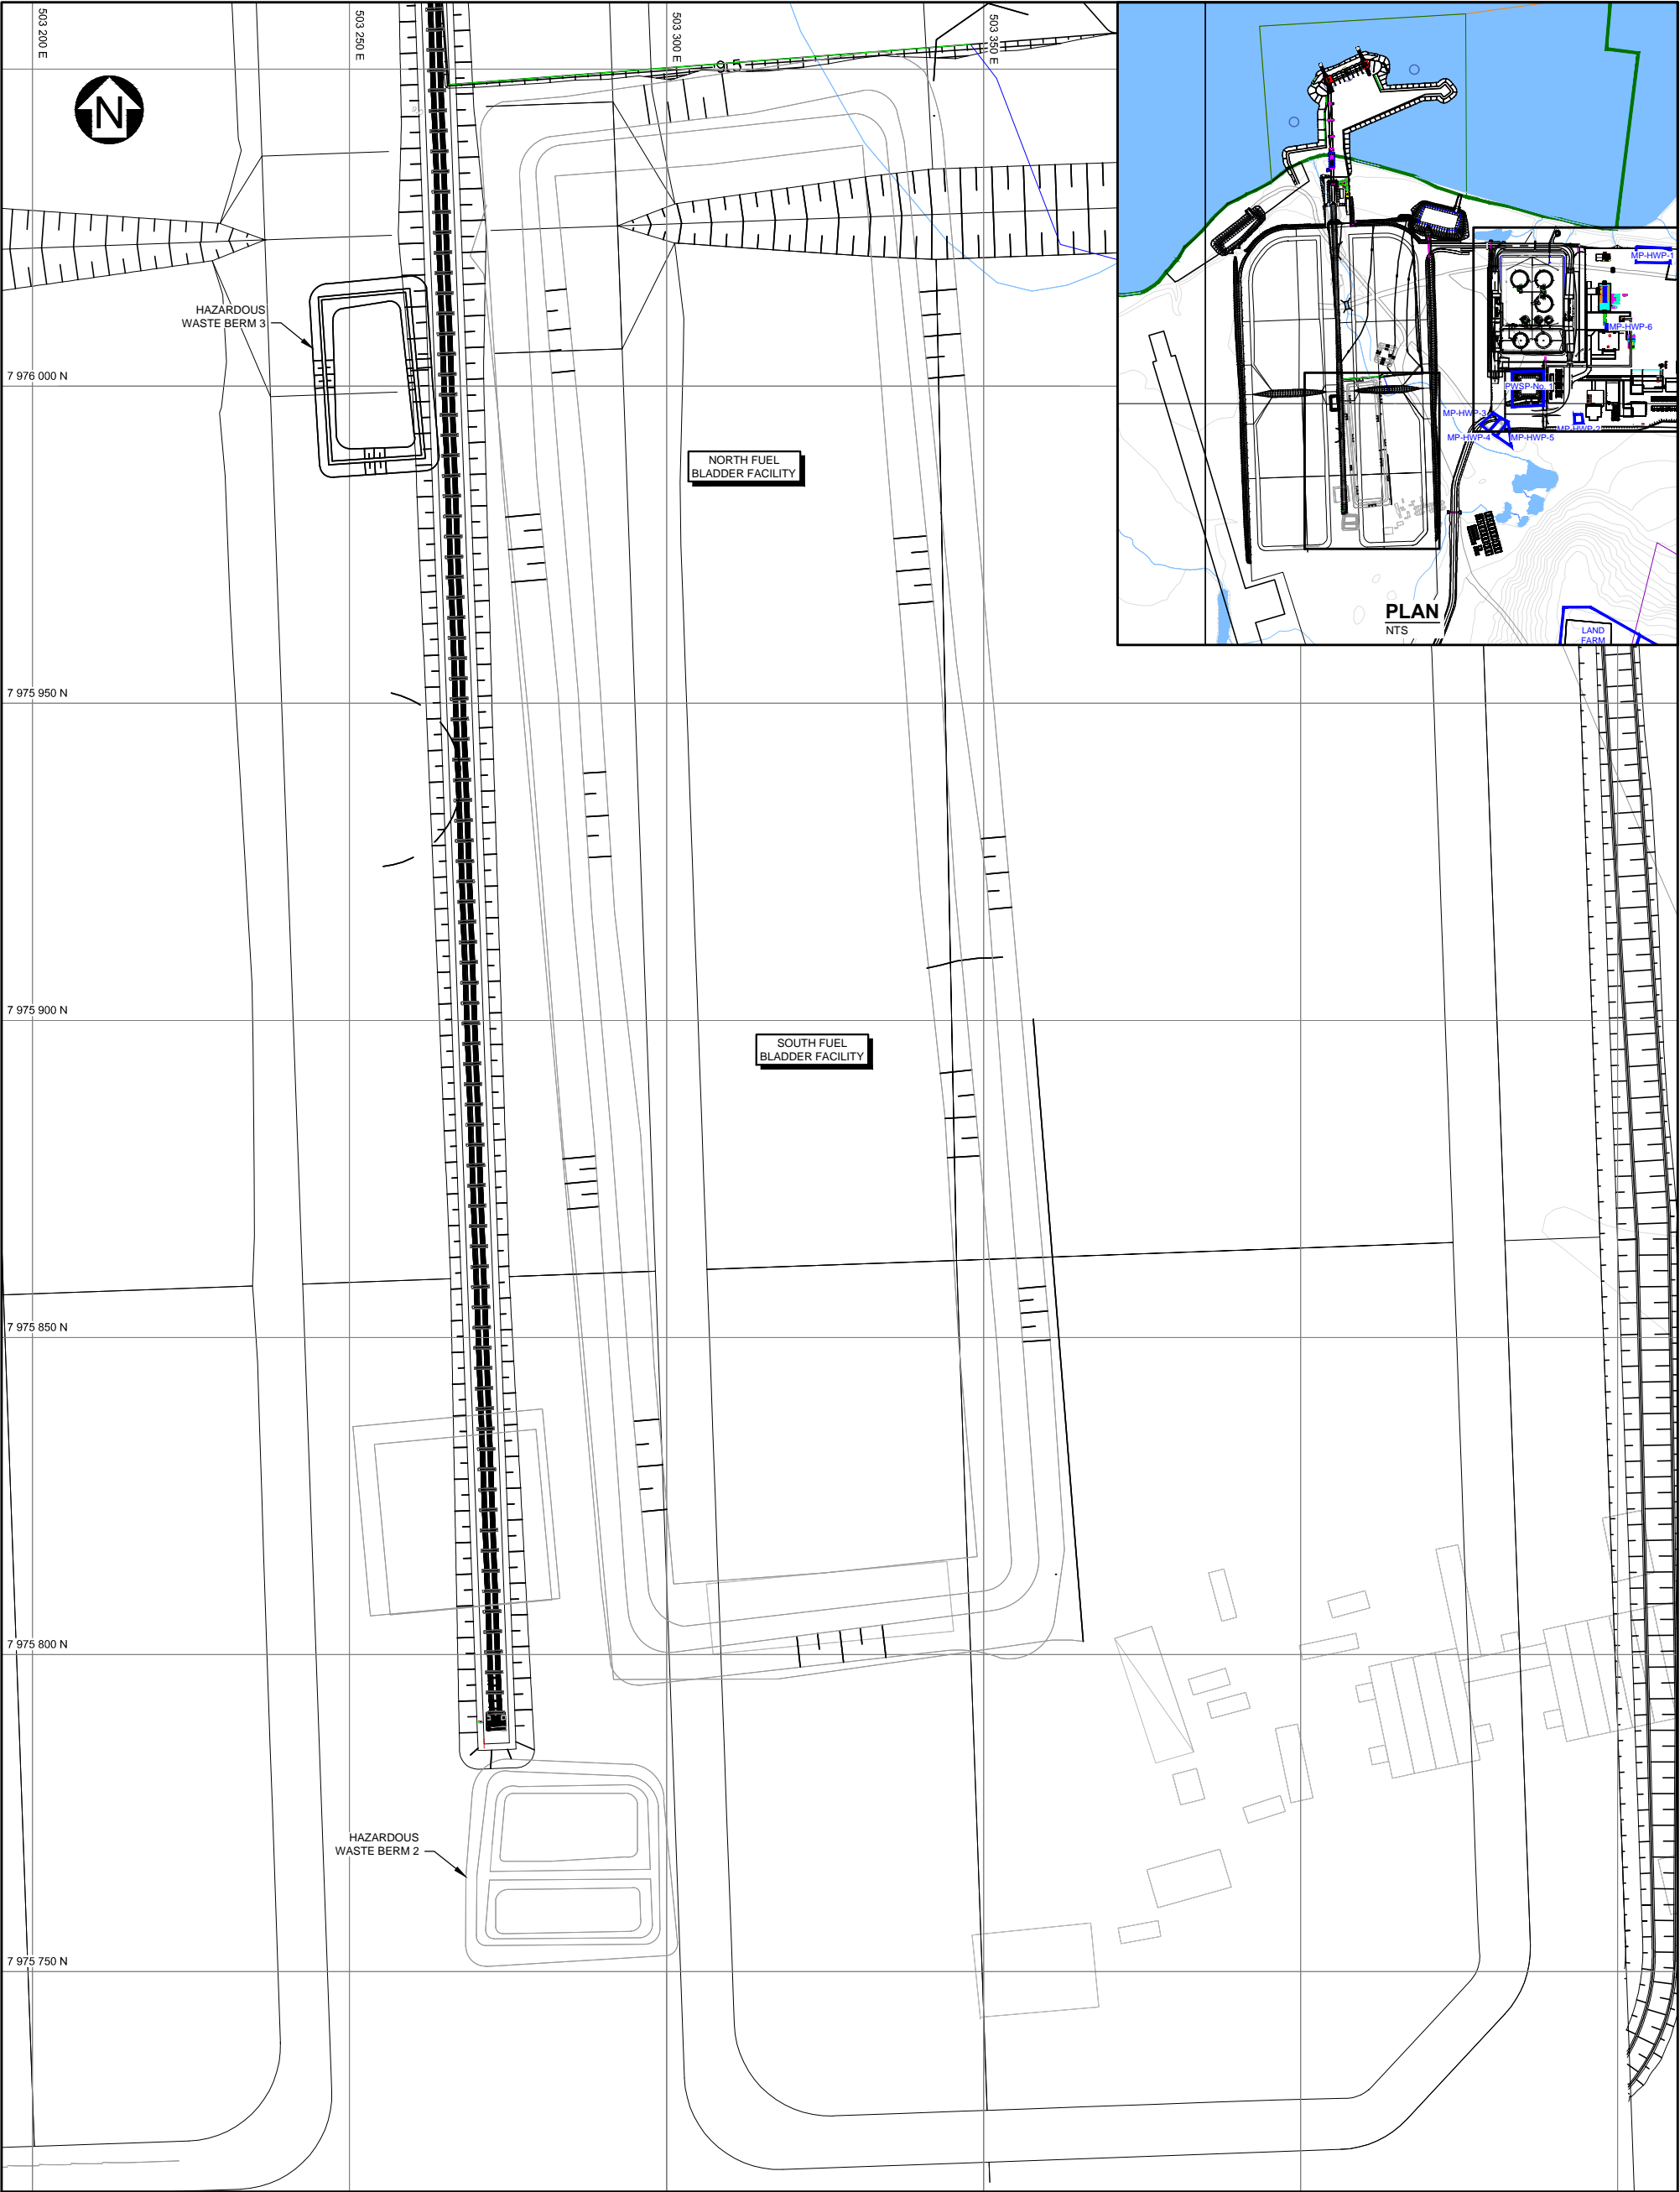 503 200 E
503 250 E
503 300 E
503 350 E
9.5
N
HAZARDOUS
WASTE BERM 3
7 976 000 N
NORTH FUEL
BLADDER FACILITY
7 975 950 N
7 975 900 N
SOUTH FUEL
BLADDER FACILITY
7 975 850 N
7 975 800 N
HAZARDOUS
WASTE BERM 2
7 975 750 N
MP-HWP-1
MP-HWP-6
PWSP-No. 1
MP-HWP-3
MP-HWP-2
MP-HWP-4
MP-HWP-5
PLAN
NTS
LAND
FARM